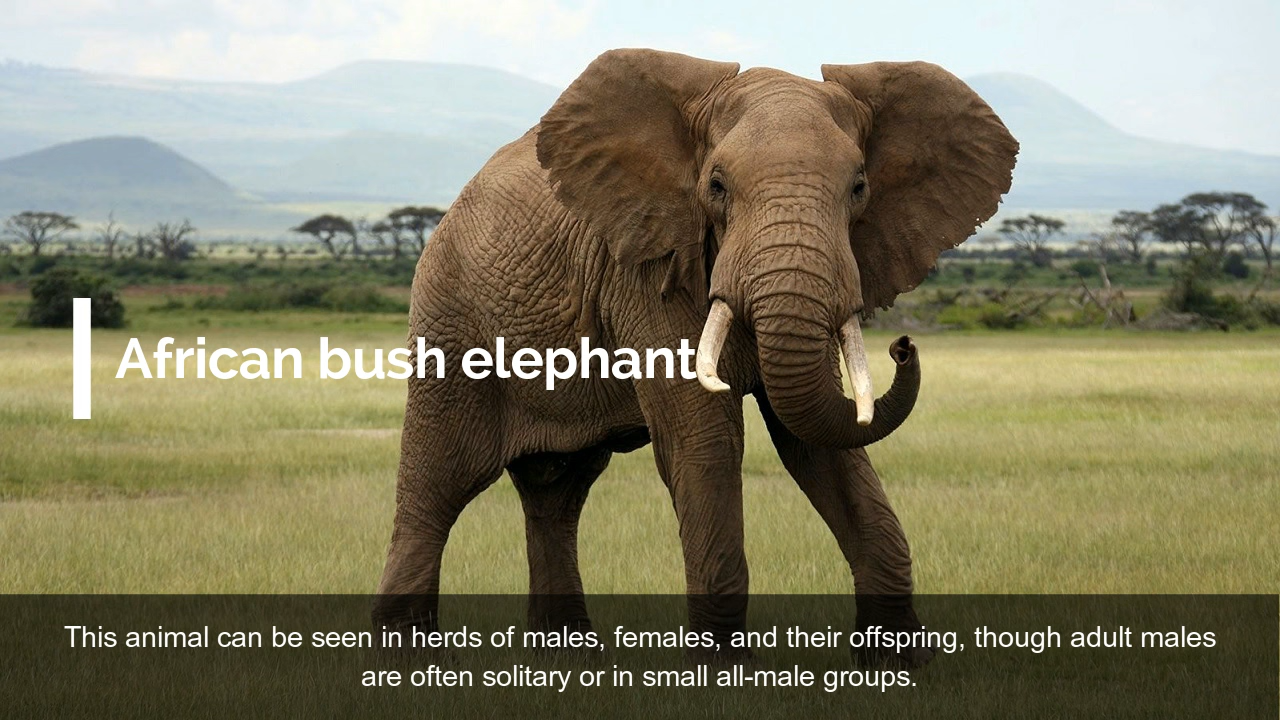 African bush elephant
This animal can be seen in herds of males, females, and their offspring, though adult males
are often solitary or in small all-male groups.